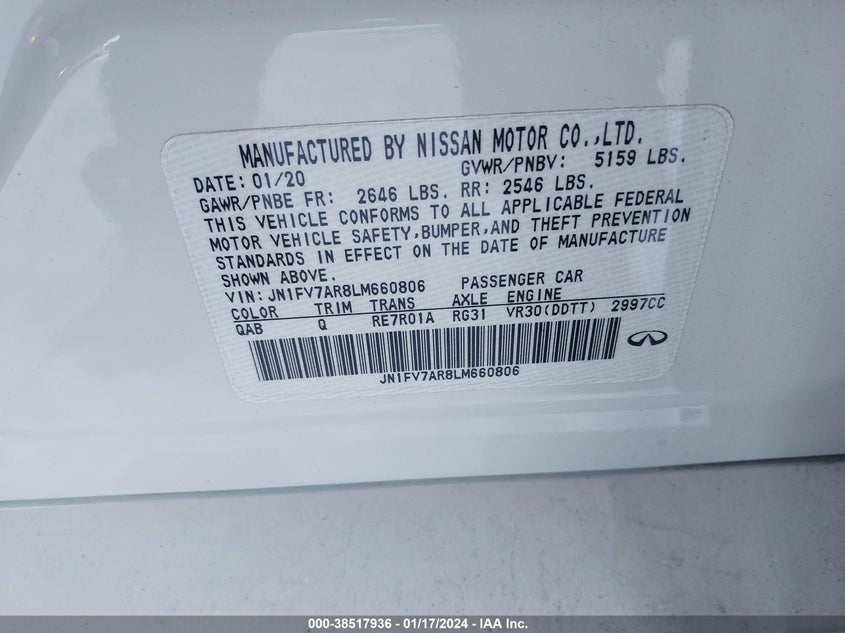 MANUFACTURED BY NISSAN MOTOR CO.,LTD.
DATE: 01/20 GVWR/PNBV: 5159 LBS.
GAWR/PNBE FR: 2646 LBS. RR: 2546 LBS.
THIS VEHICLE CONFORMS TO ALL APPLICABLE FEDERAL
MOTOR VEHICLE SAFETY,BUMPER,AND THEFT PREVENTION
STANDARDS IN EFFECT ON THE DATE OF MANUFACTURE
SHOWN ABOVE.
VIN: JN1FV7AR8LM660806 PASSENGER CAR
COLOR TRIM TRANS AXLE ENGINE
QAB Q RE7R01A RG31 VR30(DDTT) 2997CC
JN1FV7AR8LM660806
000-38517936 - 01/17/2024 - IAA Inc.